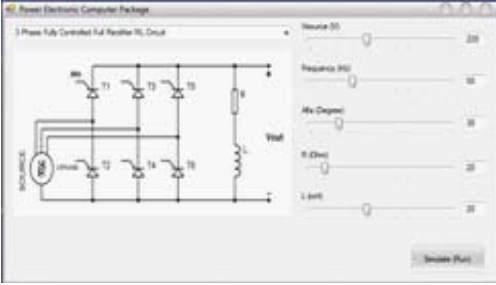 Power Electronic Computer Package
3 Phase Fully Controlled Full Rectifier RL Circuit
Vsource (V)
220
Frequency (Hz)
50
Alfa (Degree)
30
R (Ohm)
20
L (mH)
20
T1
T3
T5
R
L
Vout
SOURCE
T2
T4
T6
Simulate (Run)